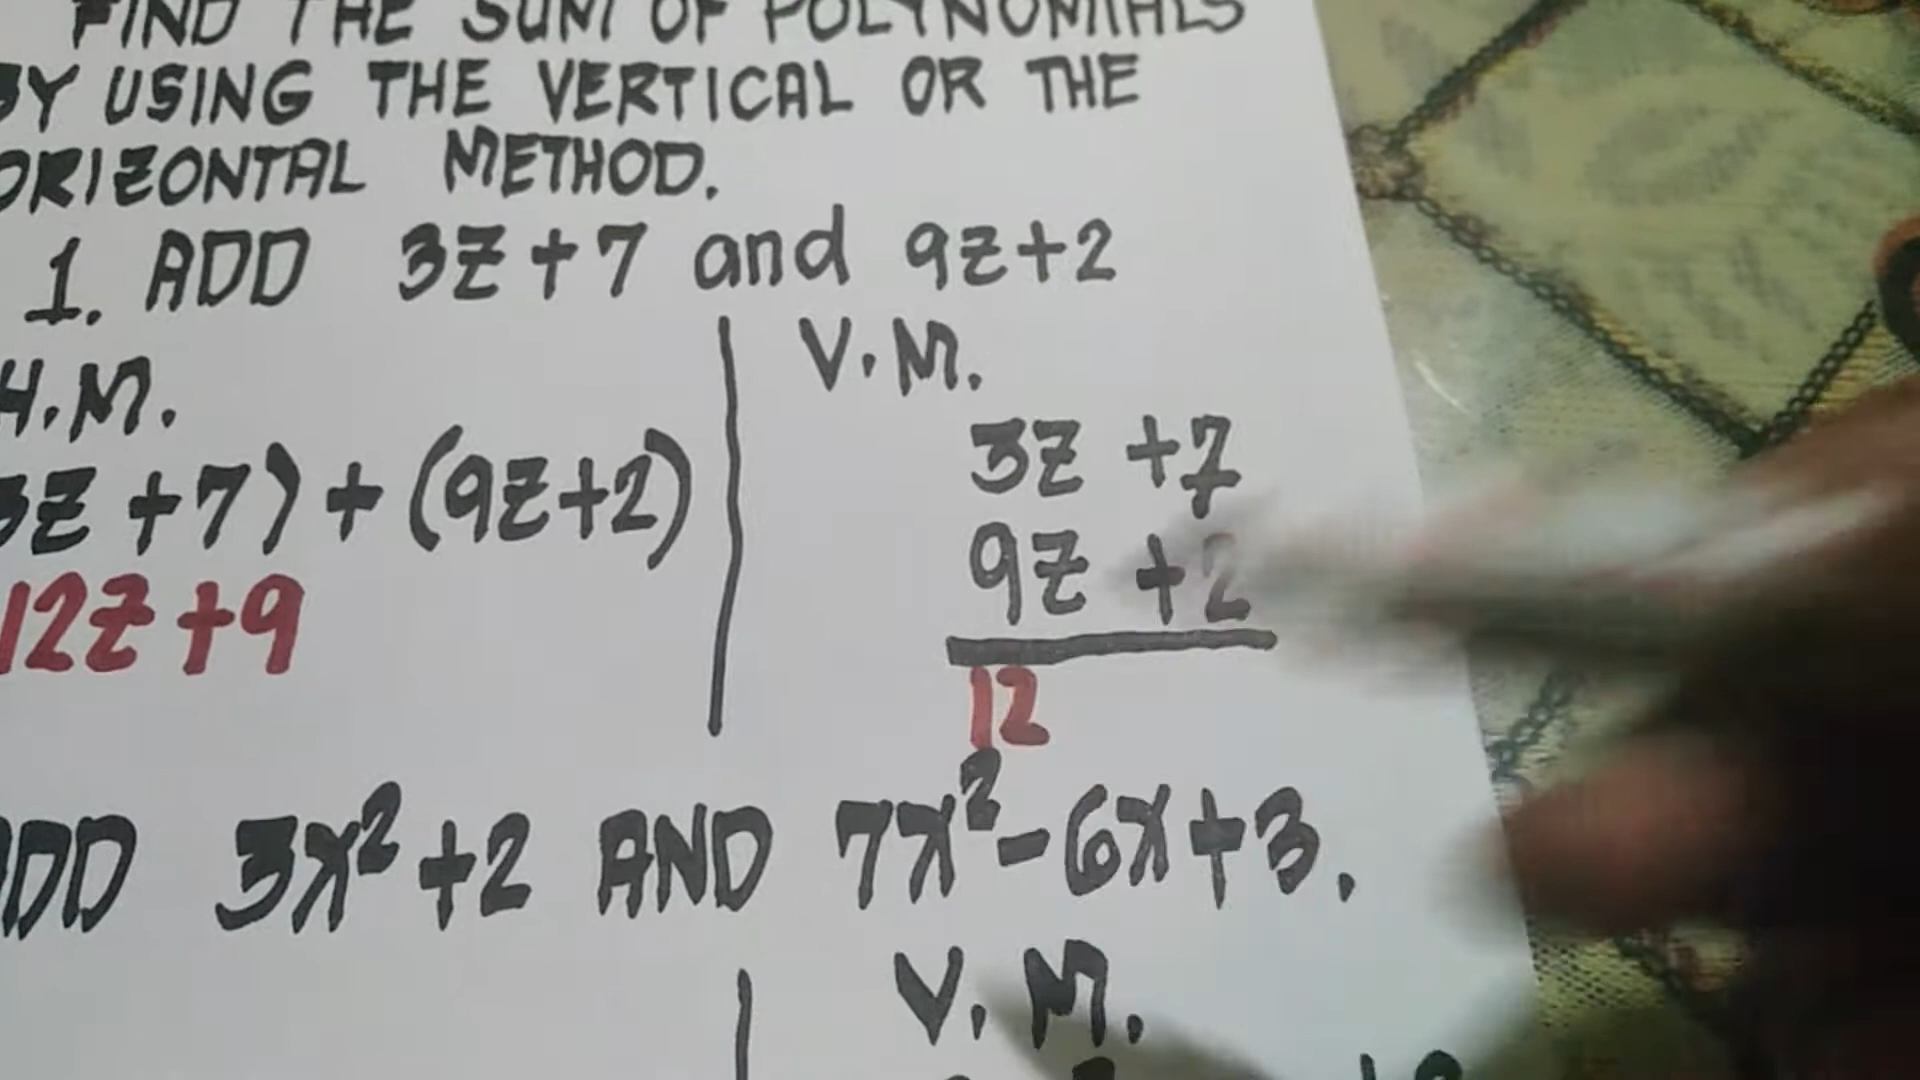 FIND THE SUM OF POLYNOMIALS
BY USING THE VERTICAL OR THE
ORIZONTAL METHOD.
1. ADD 3z+7 and 9z+2
H.M.
3z+7)+(9z+2)
12z+9
V.M.
3z +7
9z +2
12
ADD 3x²+2 AND 7x²-6x+3.
V.M.